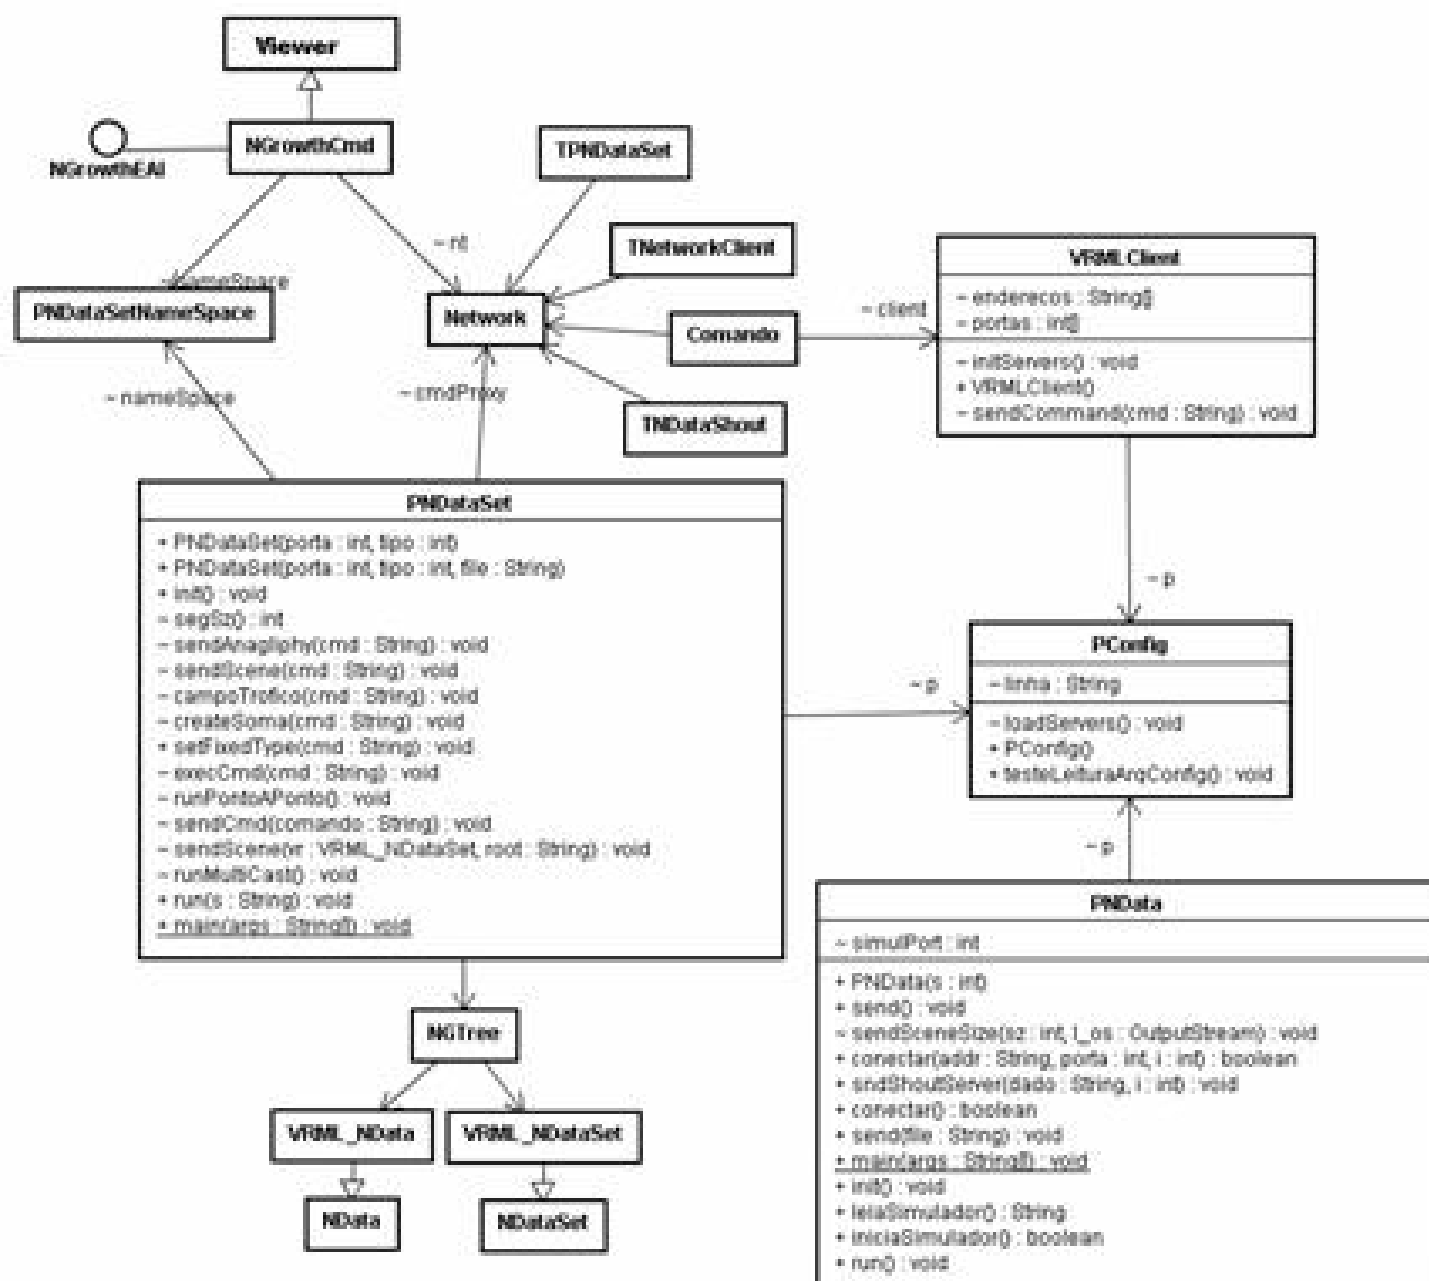 Viewer
NGrowthCmd
NGrowthEAI
TPNDataSet
~ nt
TNetworkClient
~ nameSpace
PNDataSetNameSpace
Network
Comando
~ client
VRMLClient
~ enderecos : String[]
~ portas : int[]
~ initServers() : void
+ VRMLClient()
~ sendCommand(cmd : String) : void
~ nameSpace
~ cmdProxy
TNDataShout
PNDataSet
+ PNDataSet(porta : int, tipo : int)
+ PNDataSet(porta : int, tipo : int, file : String)
+ init() : void
~ segSz() : int
~ sendAnagliphy(cmd : String) : void
~ sendScene(cmd : String) : void
~ campoTrofico(cmd : String) : void
~ createSoma(cmd : String) : void
+ setFixedType(cmd : String) : void
~ execCmd(cmd : String) : void
~ runPontoAPonto() : void
~ sendCmd(comando : String) : void
~ sendScene(vr : VRML_NDataSet, root : String) : void
~ runMultiCast() : void
+ run(s : String) : void
+ main(args : String[]) : void
~ p
~ p
PConfig
~ linha : String
~ loadServers() : void
+ PConfig()
+ testeLeituraArqConfig() : void
~ p
PNData
~ simulPort : int
+ PNData(s : int)
+ send() : void
~ sendSceneSize(sz : int, l_os : OutputStream) : void
+ conectar(addr : String, porta : int, i : int) : boolean
+ sndShoutServer(dado : String, i : int) : void
+ conectar() : boolean
+ send(file : String) : void
+ main(args : String[]) : void
+ init() : void
+ leiaSimulador() : String
+ iniciaSimulador() : boolean
+ run() : void
NGTree
VRML_NData
VRML_NDataSet
NData
NDataSet